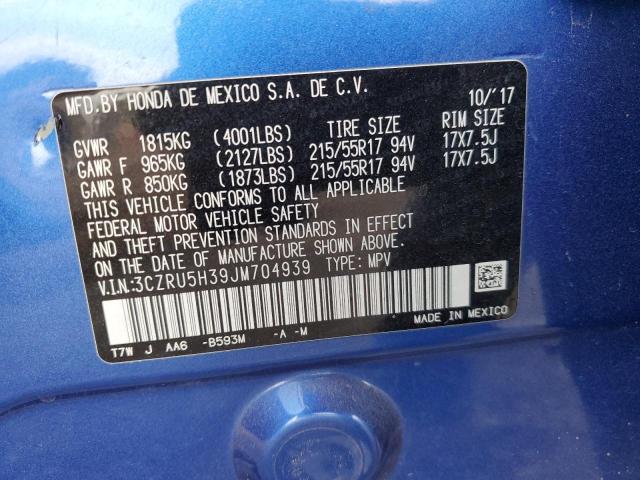 MFD.BY HONDA DE MEXICO S.A. DE C.V. 10/'17
GVWR 1815KG (4001LBS) TIRE SIZE RIM SIZE
GAWR F 965KG (2127LBS) 215/55R17 94V 17X7.5J
GAWR R 850KG (1873LBS) 215/55R17 94V 17X7.5J
THIS VEHICLE CONFORMS TO ALL APPLICABLE
FEDERAL MOTOR VEHICLE SAFETY
AND THEFT PREVENTION STANDARDS IN EFFECT
ON THE DATE OF MANUFACTURE SHOWN ABOVE.
V.I.N:3CZRU5H39JM704939 TYPE: MPV
T7W J AA6 -B593M -A -M MADE IN MEXICO